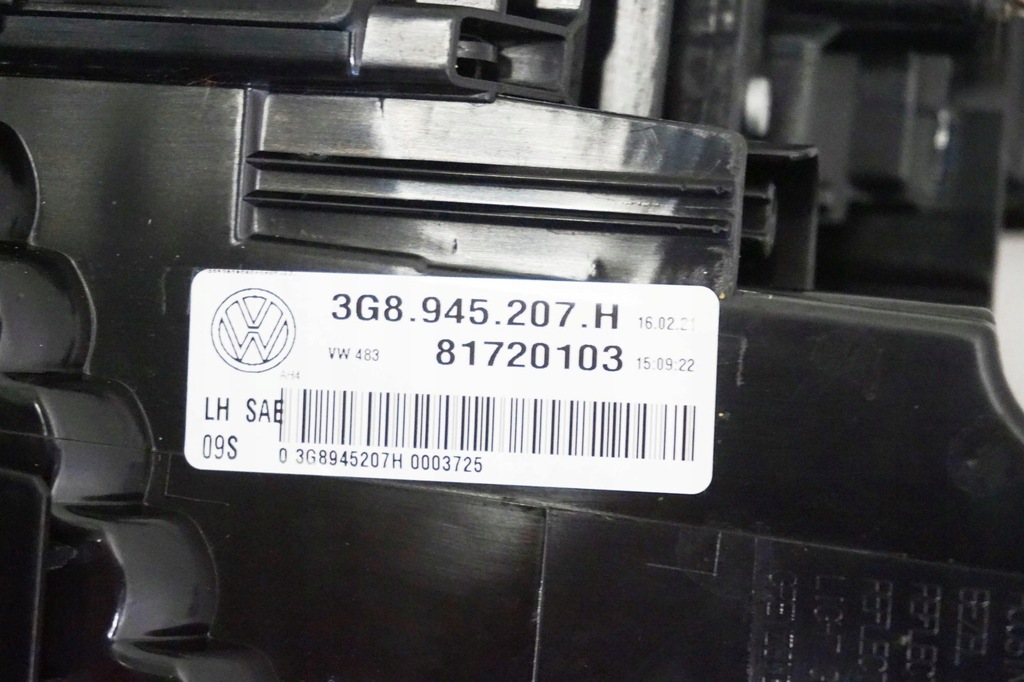 3G8.945.207.H 16.02.21
VW 483 81720103 15:09:22
AH4
LH SAE
09S
0 3G8945207H 0003725